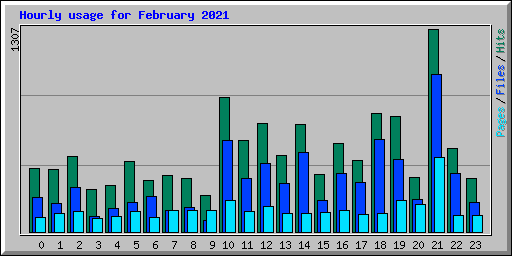 Hourly usage for February 2021
1307
Pages/Files/Hits
0 1 2 3 4 5 6 7 8 9 10 11 12 13 14 15 16 17 18 19 20 21 22 23